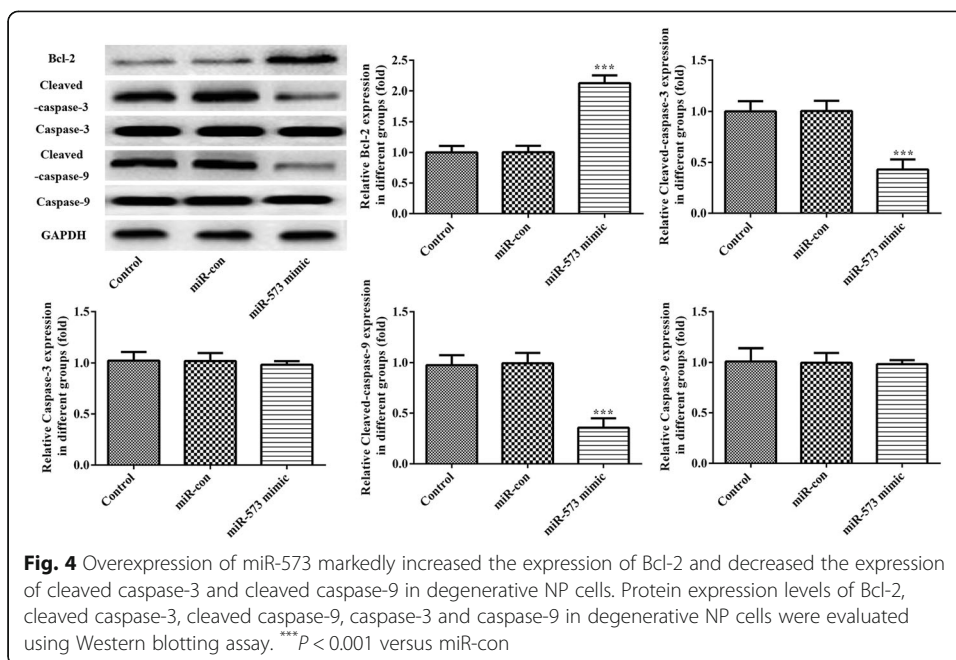 Bcl-2
Cleaved
-caspase-3
Caspase-3
Cleaved
-caspase-9
Caspase-9
GAPDH
Control
miR-con
miR-573 mimic
Relative Bcl-2 expression
in different groups (fold)
2.5
2.0
1.5
1.0
0.5
0.0
***
Control
miR-con
miR-573 mimic
Relative Cleaved-caspase-3 expression
in different groups (fold)
1.5
1.0
0.5
0.0
***
Control
miR-con
miR-573 mimic
Relative Caspase-3 expression
in different groups (fold)
1.5
1.0
0.5
0.0
Control
miR-con
miR-573 mimic
Relative Cleaved-caspase-9 expression
in different groups (fold)
1.5
1.0
0.5
0.0
***
Control
miR-con
miR-573 mimic
Relative Caspase-9 expression
in different groups (fold)
1.5
1.0
0.5
0.0
Control
miR-con
miR-573 mimic
Fig. 4 Overexpression of miR-573 markedly increased the expression of Bcl-2 and decreased the expression
of cleaved caspase-3 and cleaved caspase-9 in degenerative NP cells. Protein expression levels of Bcl-2,
cleaved caspase-3, cleaved caspase-9, caspase-3 and caspase-9 in degenerative NP cells were evaluated
using Western blotting assay. ***P < 0.001 versus miR-con